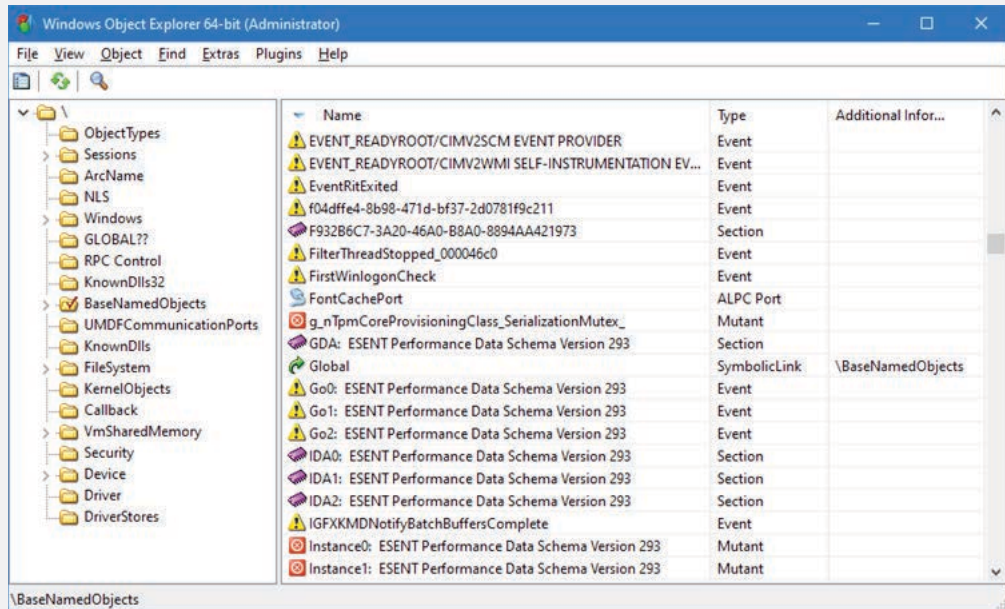 Windows Object Explorer 64-bit (Administrator)
File View Object Find Extras Plugins Help
\
ObjectTypes
Sessions
ArcName
NLS
Windows
GLOBAL??
RPC Control
KnownDlls32
BaseNamedObjects
UMDFCommunicationPorts
KnownDlls
FileSystem
KernelObjects
Callback
VmSharedMemory
Security
Device
Driver
DriverStores
Name Type Additional Infor...
EVENT_READYROOT/CIMV2SCM EVENT PROVIDER Event
EVENT_READYROOT/CIMV2WMI SELF-INSTRUMENTATION EV... Event
EventRitExited Event
f04dffe4-8b98-471d-bf37-2d0781f9c211 Event
F932B6C7-3A20-46A0-B8A0-8894AA421973 Section
FilterThreadStopped_000046c0 Event
FirstWinlogonCheck Event
FontCachePort ALPC Port
g_nTpmCoreProvisioningClass_SerializationMutex_ Mutant
GDA: ESENT Performance Data Schema Version 293 Section
Global SymbolicLink \BaseNamedObjects
Go0: ESENT Performance Data Schema Version 293 Event
Go1: ESENT Performance Data Schema Version 293 Event
Go2: ESENT Performance Data Schema Version 293 Event
IDA0: ESENT Performance Data Schema Version 293 Section
IDA1: ESENT Performance Data Schema Version 293 Section
IDA2: ESENT Performance Data Schema Version 293 Section
IGFXKMDNotifyBatchBuffersComplete Event
Instance0: ESENT Performance Data Schema Version 293 Mutant
Instance1: ESENT Performance Data Schema Version 293 Mutant
\BaseNamedObjects